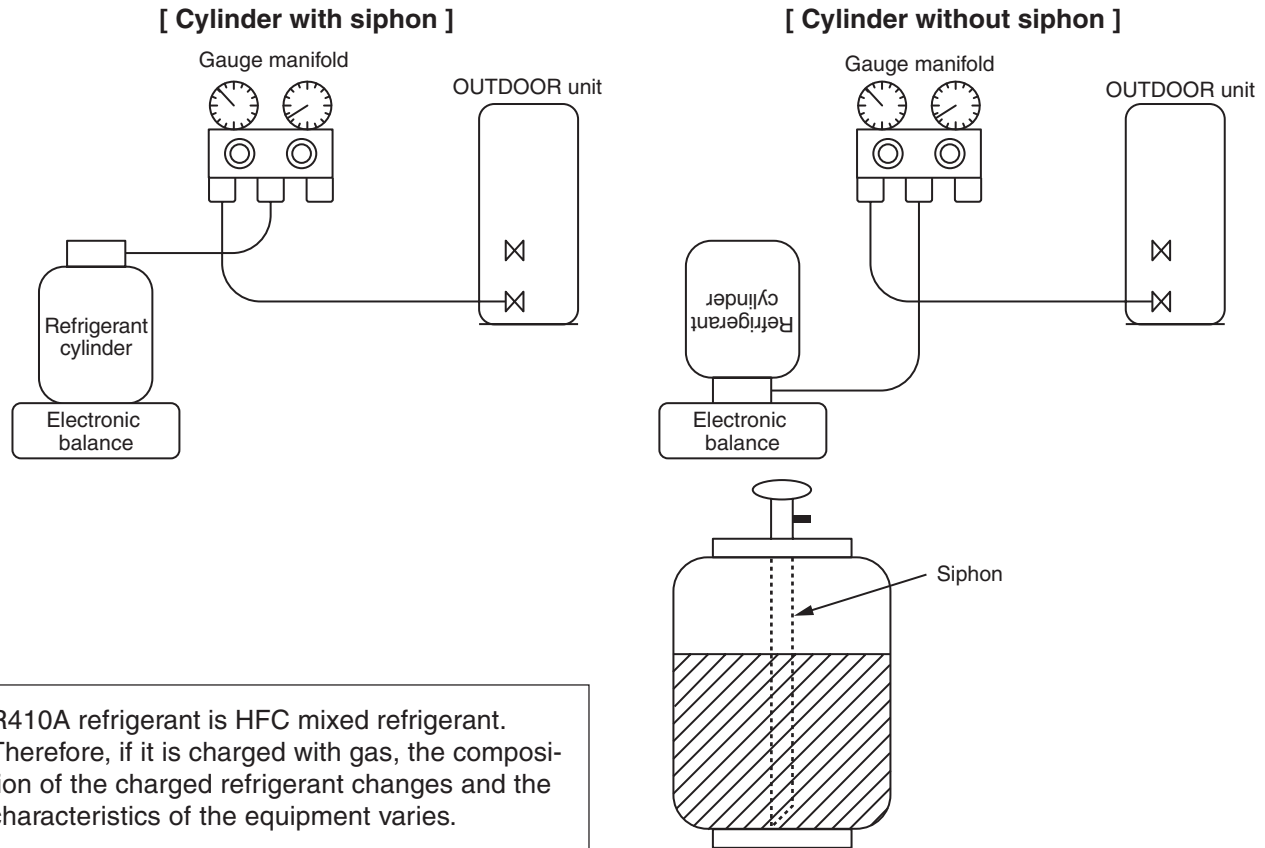 [ Cylinder with siphon ]
Gauge manifold
OUTDOOR unit
Refrigerant
cylinder
Electronic
balance
[ Cylinder without siphon ]
Gauge manifold
OUTDOOR unit
Refrigerant
cylinder
Electronic
balance
Siphon
R410A refrigerant is HFC mixed refrigerant.
Therefore, if it is charged with gas, the composi-
tion of the charged refrigerant changes and the
characteristics of the equipment varies.